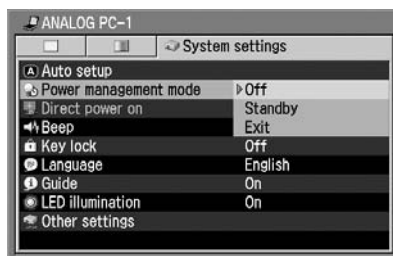 ANALOG PC-1
System settings
A Auto setup
Power management mode Off
Direct power on Standby
Beep Exit
Key lock Off
Language English
Guide On
LED illumination On
Other settings